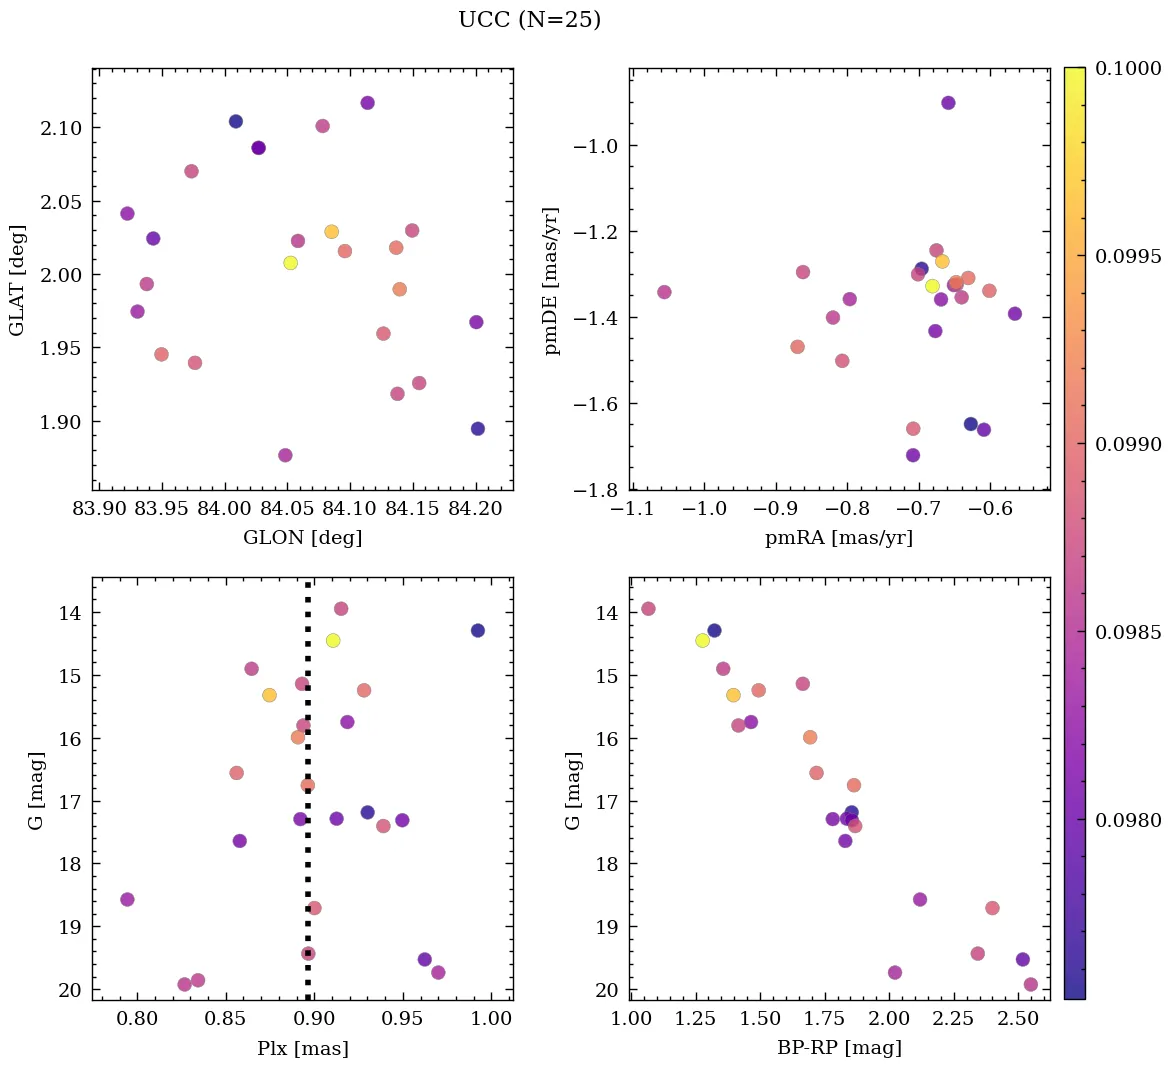 UCC (N=25)
2.10
2.05
2.00
1.95
1.90
GLAT [deg]
83.90 83.95 84.00 84.05 84.10 84.15 84.20
GLON [deg]
−1.0
−1.2
−1.4
−1.6
−1.8
pmDE [mas/yr]
−1.1 −1.0 −0.9 −0.8 −0.7 −0.6
pmRA [mas/yr]
0.1000
0.0995
0.0990
0.0985
0.0980
14
15
16
17
18
19
20
G [mag]
0.80 0.85 0.90 0.95 1.00
Plx [mas]
14
15
16
17
18
19
20
G [mag]
1.00 1.25 1.50 1.75 2.00 2.25 2.50
BP-RP [mag]